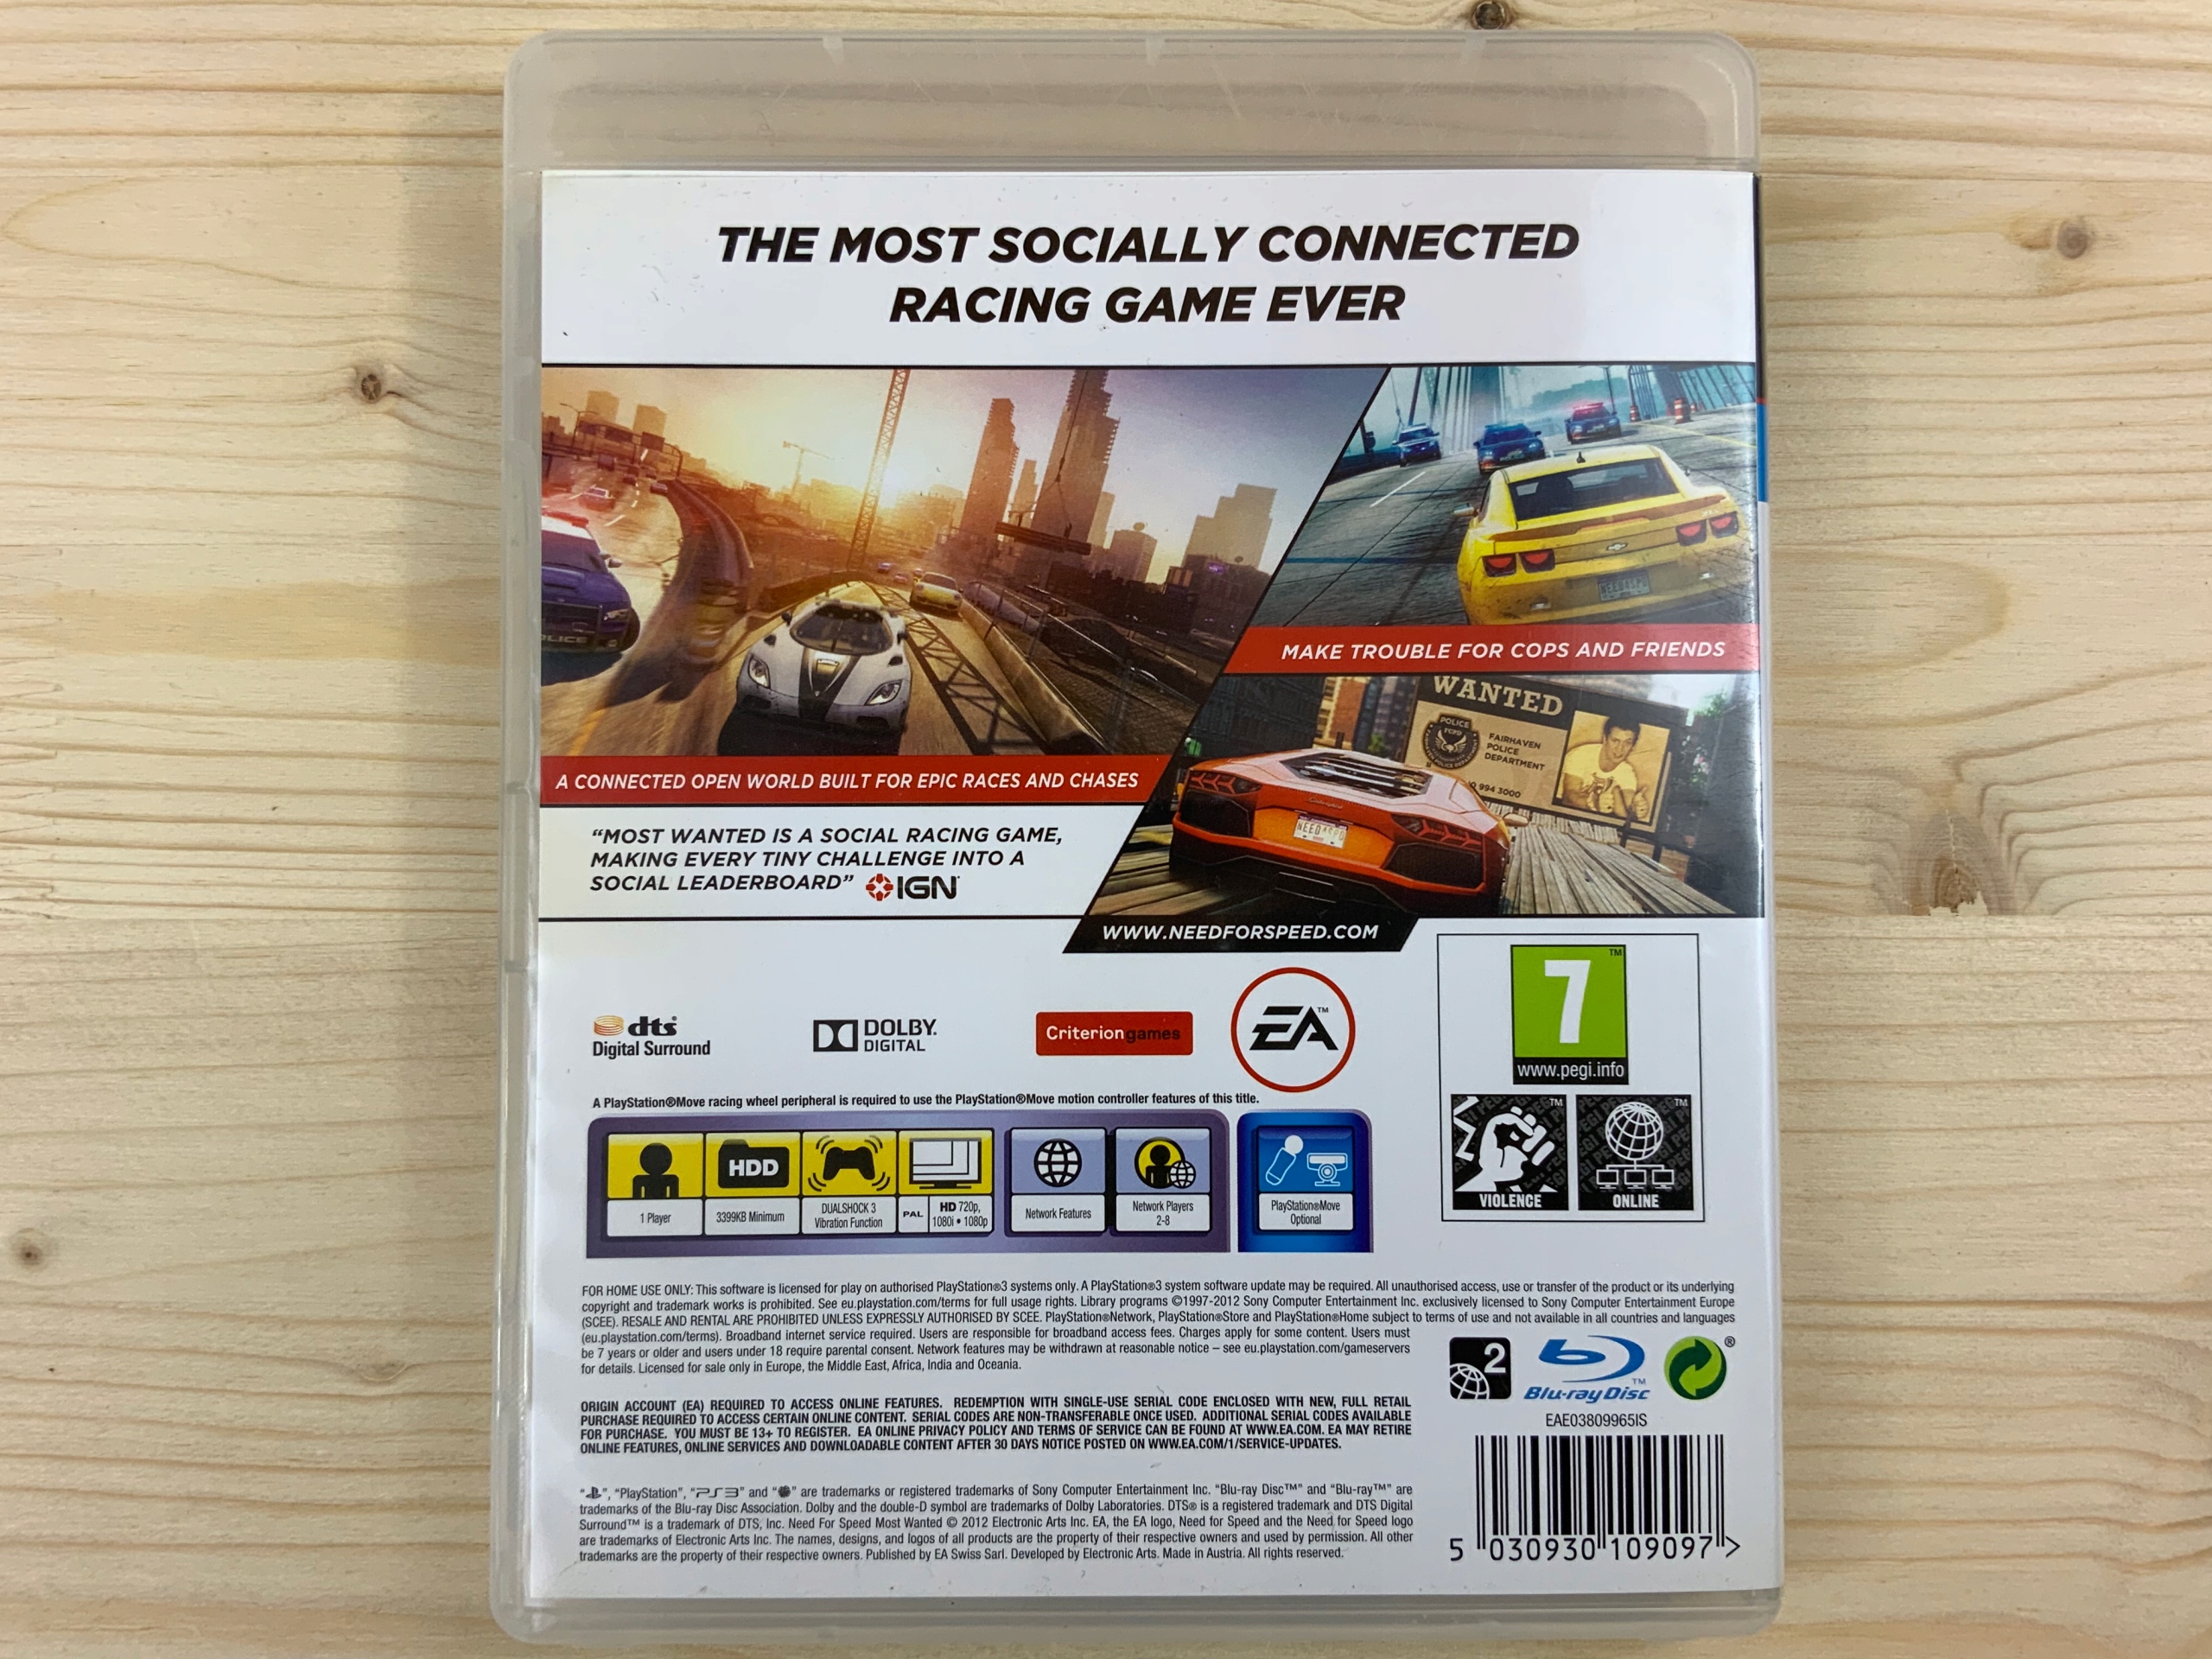 THE MOST SOCIALLY CONNECTED
RACING GAME EVER
POLICE
NEED4SPD
MAKE TROUBLE FOR COPS AND FRIENDS
WANTED
POLICE
FCPD
FAIRHAVEN
POLICE
DEPARTMENT
994 3000
NEED4SPD
A CONNECTED OPEN WORLD BUILT FOR EPIC RACES AND CHASES
“MOST WANTED IS A SOCIAL RACING GAME,
MAKING EVERY TINY CHALLENGE INTO A
SOCIAL LEADERBOARD” IGN
WWW.NEEDFORSPEED.COM
dts
Digital Surround
DOLBY
DIGITAL
Criterion games
EA™
7™
www.pegi.info
VIOLENCE
ONLINE
A PlayStation®Move racing wheel peripheral is required to use the PlayStation®Move motion controller features of this title.
HDD
1 Player
3399KB Minimum
DUALSHOCK 3
Vibration Function
PAL
HD 720p,
1080i • 1080p
Network Features
Network Players
2-8
PlayStation®Move
Optional
FOR HOME USE ONLY: This software is licensed for play on authorised PlayStation®3 systems only. A PlayStation®3 system software update may be required. All unauthorised access, use or transfer of the product or its underlying
copyright and trademark works is prohibited. See eu.playstation.com/terms for full usage rights. Library programs ©1997-2012 Sony Computer Entertainment Inc. exclusively licensed to Sony Computer Entertainment Europe
(SCEE). RESALE AND RENTAL ARE PROHIBITED UNLESS EXPRESSLY AUTHORISED BY SCEE. PlayStation®Network, PlayStation®Store and PlayStation®Home subject to terms of use and not available in all countries and languages
(eu.playstation.com/terms). Broadband internet service required. Users are responsible for broadband access fees. Charges apply for some content. Users must
be 7 years or older and users under 18 require parental consent. Network features may be withdrawn at reasonable notice – see eu.playstation.com/gameservers
for details. Licensed for sale only in Europe, the Middle East, Africa, India and Oceania.
2
Blu-ray Disc™
®
EAE03809965IS
ORIGIN ACCOUNT (EA) REQUIRED TO ACCESS ONLINE FEATURES. REDEMPTION WITH SINGLE-USE SERIAL CODE ENCLOSED WITH NEW, FULL RETAIL
PURCHASE REQUIRED TO ACCESS CERTAIN ONLINE CONTENT. SERIAL CODES ARE NON-TRANSFERABLE ONCE USED. ADDITIONAL SERIAL CODES AVAILABLE
FOR PURCHASE. YOU MUST BE 13+ TO REGISTER. EA ONLINE PRIVACY POLICY AND TERMS OF SERVICE CAN BE FOUND AT WWW.EA.COM. EA MAY RETIRE
ONLINE FEATURES, ONLINE SERVICES AND DOWNLOADABLE CONTENT AFTER 30 DAYS NOTICE POSTED ON WWW.EA.COM/1/SERVICE-UPDATES.
“ ”, “PlayStation”, “PS3” and “ ” are trademarks or registered trademarks of Sony Computer Entertainment Inc. “Blu-ray Disc™” and “Blu-ray™” are
trademarks of the Blu-ray Disc Association. Dolby and the double-D symbol are trademarks of Dolby Laboratories. DTS® is a registered trademark and DTS Digital
Surround™ is a trademark of DTS, Inc. Need For Speed Most Wanted © 2012 Electronic Arts Inc. EA, the EA logo, Need for Speed and the Need for Speed logo
are trademarks of Electronic Arts Inc. The names, designs, and logos of all products are the property of their respective owners and used by permission. All other
trademarks are the property of their respective owners. Published by EA Swiss Sarl. Developed by Electronic Arts. Made in Austria. All rights reserved.
5 030930 109097 >